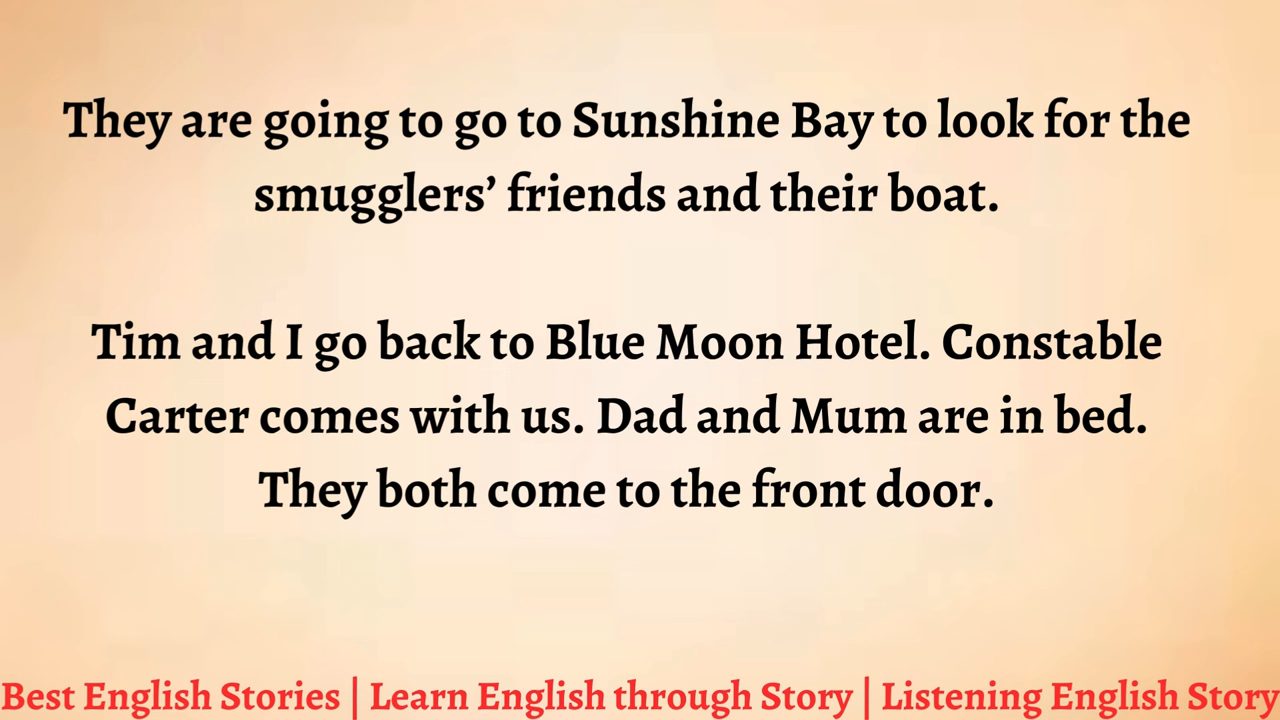 They are going to go to Sunshine Bay to look for the
smugglers’ friends and their boat.
Tim and I go back to Blue Moon Hotel. Constable
Carter comes with us. Dad and Mum are in bed.
They both come to the front door.
Best English Stories | Learn English through Story | Listening English Story